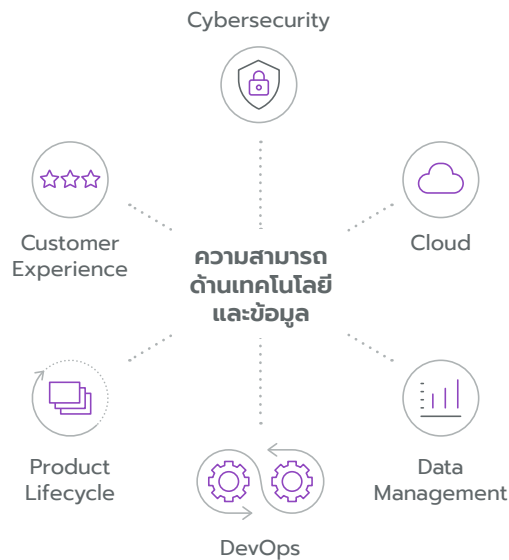 Cybersecurity
Customer
Experience
Cloud
ความสามารถ
ด้านเทคโนโลยี
และข้อมูล
Product
Lifecycle
Data
Management
DevOps